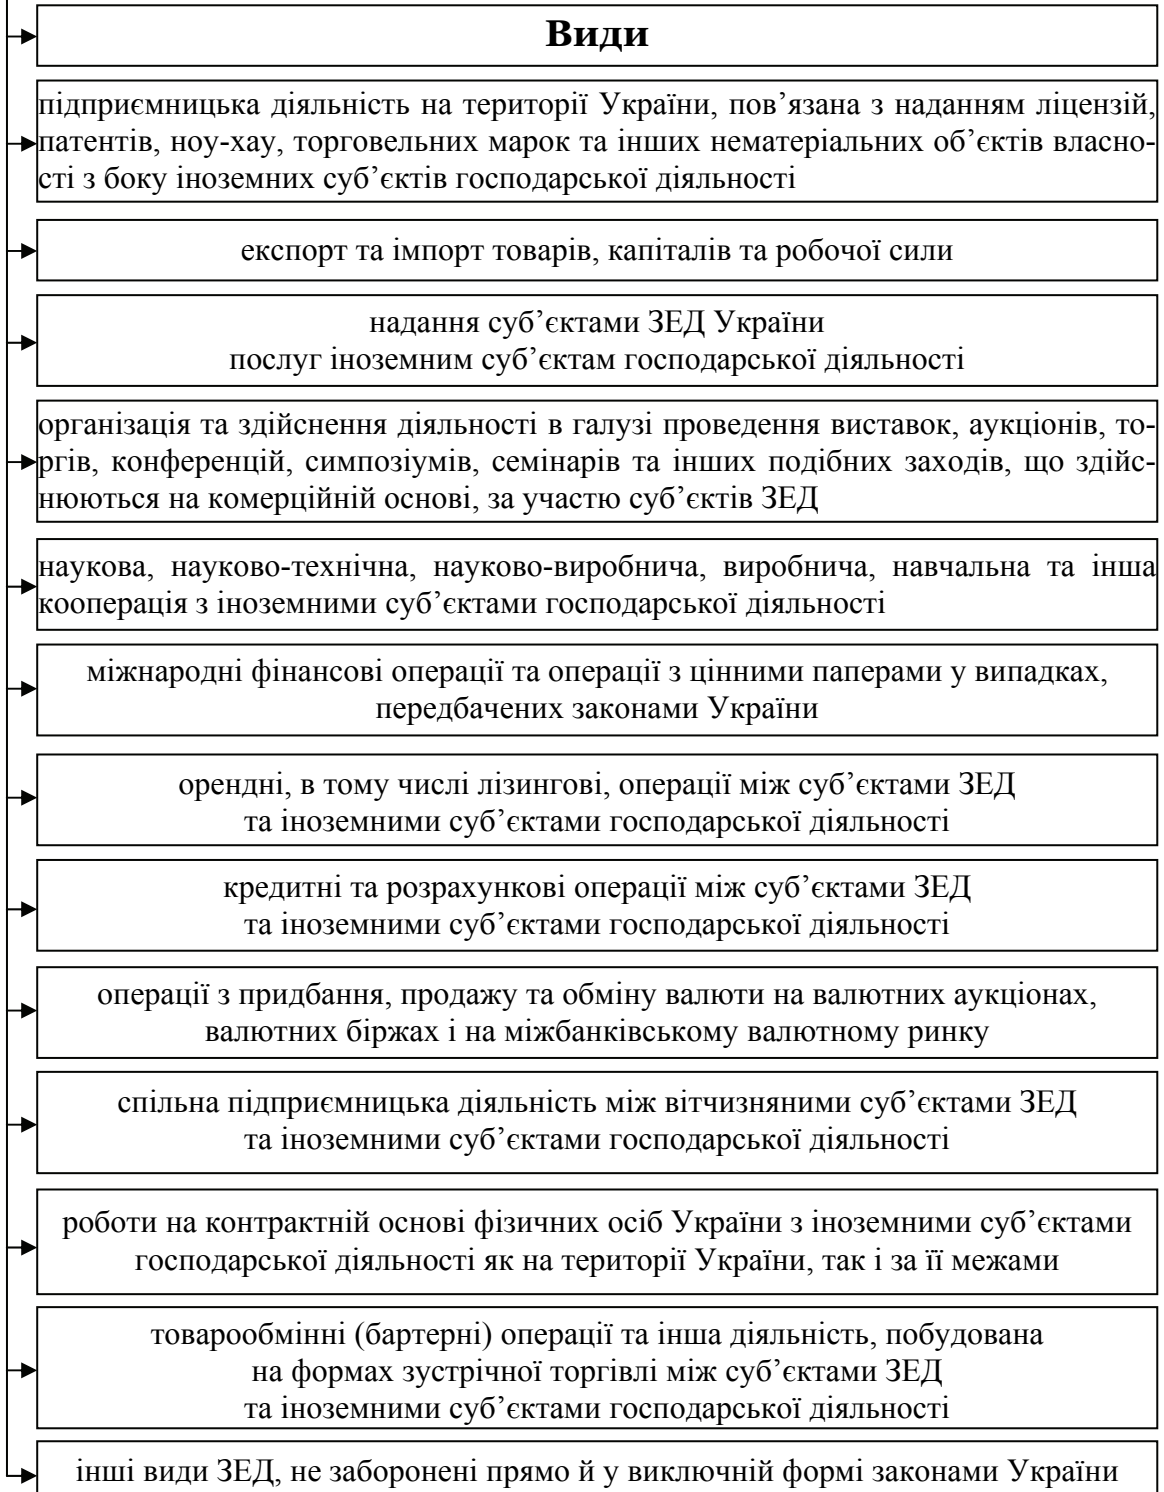 Види
підприємницька діяльність на території України, пов’язана з наданням ліцензій,
патентів, ноу-хау, торговельних марок та інших нематеріальних об’єктів власно-
сті з боку іноземних суб’єктів господарської діяльності
експорт та імпорт товарів, капіталів та робочої сили
надання суб’єктами ЗЕД України
послуг іноземним суб’єктам господарської діяльності
організація та здійснення діяльності в галузі проведення виставок, аукціонів, то-
ргів, конференцій, симпозіумів, семінарів та інших подібних заходів, що здійс-
нюються на комерційній основі, за участю суб’єктів ЗЕД
наукова, науково-технічна, науково-виробнича, виробнича, навчальна та інша
кооперація з іноземними суб’єктами господарської діяльності
міжнародні фінансові операції та операції з цінними паперами у випадках,
передбачених законами України
орендні, в тому числі лізингові, операції між суб’єктами ЗЕД
та іноземними суб’єктами господарської діяльності
кредитні та розрахункові операції між суб’єктами ЗЕД
та іноземними суб’єктами господарської діяльності
операції з придбання, продажу та обміну валюти на валютних аукціонах,
валютних біржах і на міжбанківському валютному ринку
спільна підприємницька діяльність між вітчизняними суб’єктами ЗЕД
та іноземними суб’єктами господарської діяльності
роботи на контрактній основі фізичних осіб України з іноземними суб’єктами
господарської діяльності як на території України, так і за її межами
товарообмінні (бартерні) операції та інша діяльність, побудована
на формах зустрічної торгівлі між суб’єктами ЗЕД
та іноземними суб’єктами господарської діяльності
інші види ЗЕД, не заборонені прямо й у виключній формі законами України